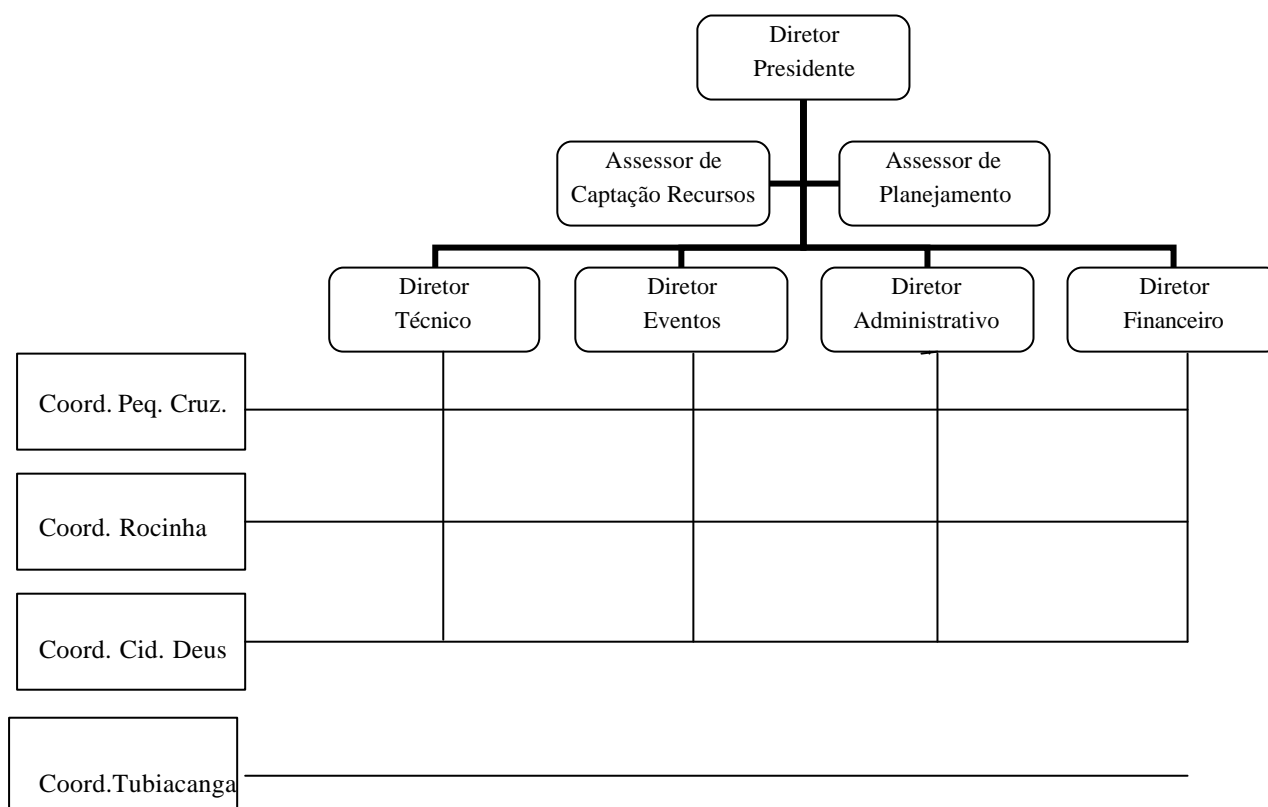 Diretor
Presidente
Assessor de
Captação Recursos
Assessor de
Planejamento
Diretor
Técnico
Diretor
Eventos
Diretor
Administrativo
Diretor
Financeiro
Coord. Peq. Cruz.
Coord. Rocinha
Coord. Cid. Deus
Coord.Tubiacanga